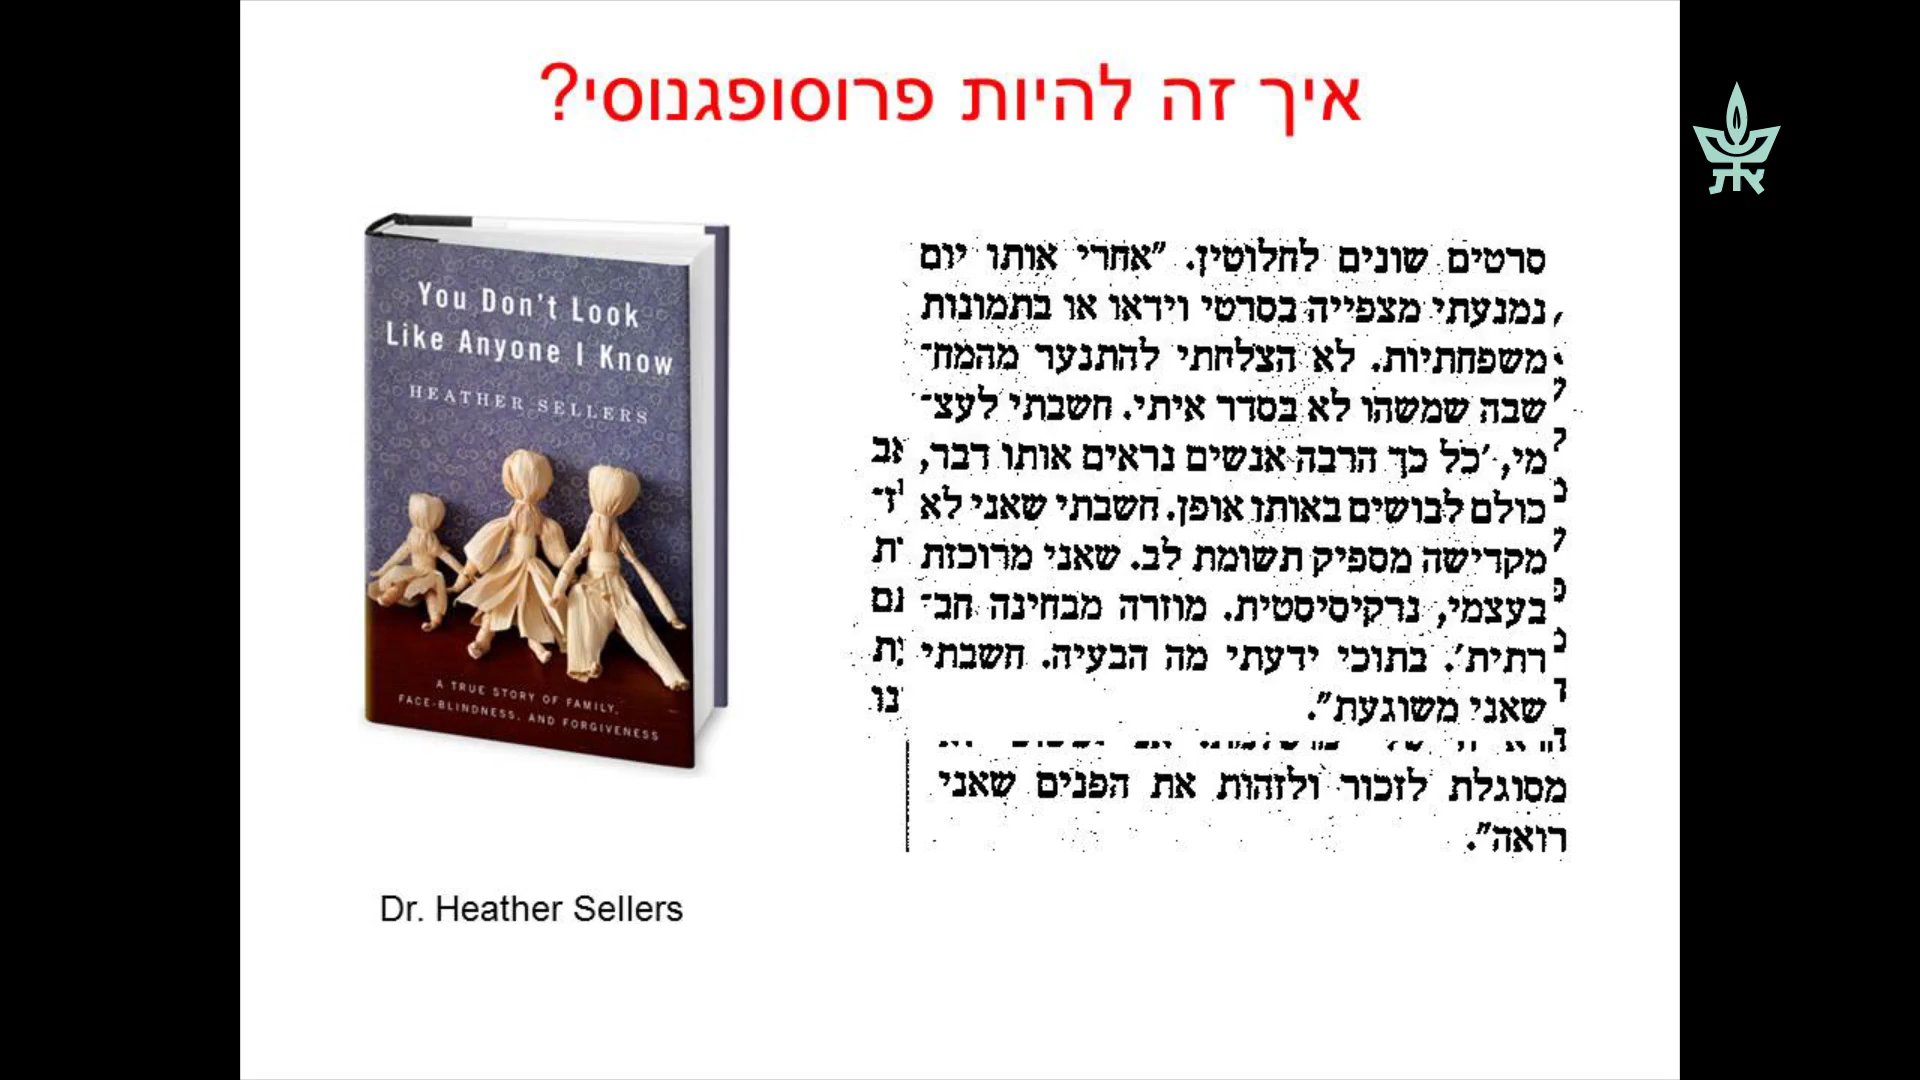 איך זה להיות פרוסופגנוסי?
You Don't Look
Like Anyone I Know
HEATHER SELLERS
A TRUE STORY OF FAMILY,
FACE-BLINDNESS, AND FORGIVENESS
Dr. Heather Sellers
סרטים שונים לחלוטין. "אחרי אותו יום
נמנעתי מצפייה בסרטי וידאו או בתמונות
משפחתיות. לא הצלחתי להתנער מהמח־
שבה שמשהו לא בסדר איתי. חשבתי לעצ־
מי, 'כל כך הרבה אנשים נראים אותו דבר,
כולם לבושים באותו אופן. חשבתי שאני לא
מקדישה מספיק תשומת לב. שאני מרוכזת
בעצמי, נרקיסיסטית. מוזרה מבחינה חב־
רתית'. בתוכי ידעתי מה הבעיה. חשבתי
שאני משוגעת".
מסוגלת לזכור ולזהות את הפנים שאני
רואה".
את